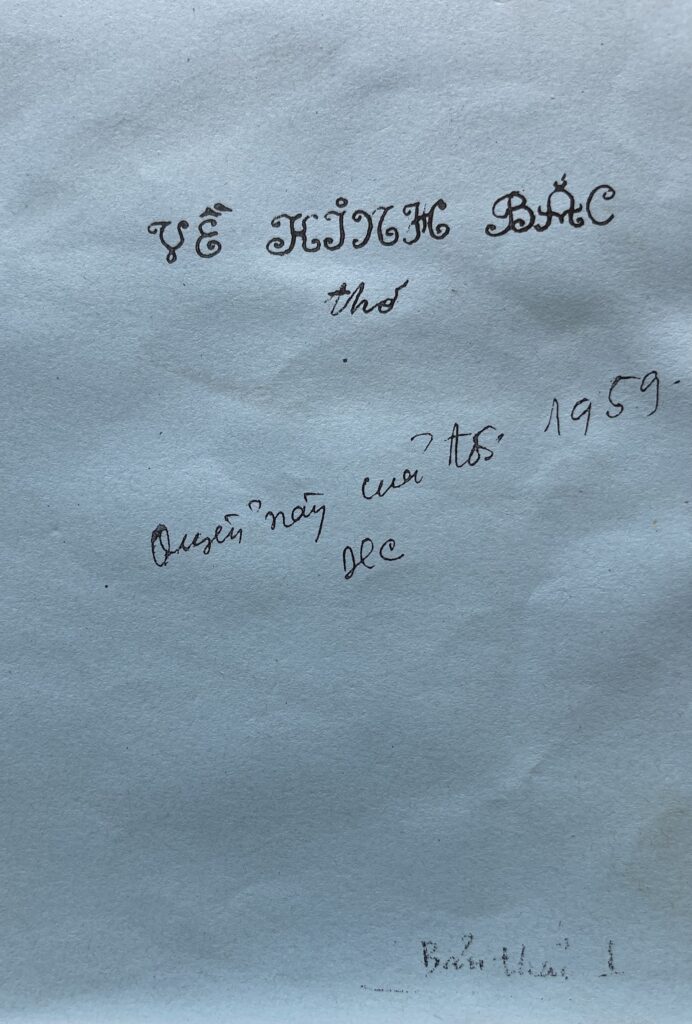 VỀ KINH BẮC
thơ
Quyển này của tôi. 1959.
HC
Bản thảo 1